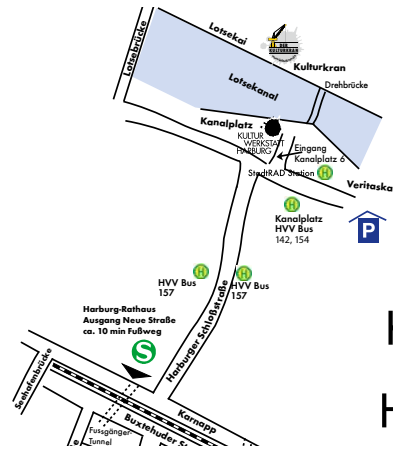 Lotsekai
DER
KULTURKRAN
Lotsebrücke
Kulturkran
Drehbrücke
Lotsekanal
Kanalplatz
KULTUR
WERKSTATT
HARBURG
Eingang
Kanalplatz 6
StadtRAD Station
H
Veritaska
H
P
Kanalplatz
HVV Bus
142, 154
H
H
HVV Bus
157
HVV Bus
157
Harburg-Rathaus
Ausgang Neue Straße
ca. 10 min Fußweg
S
Harburger Schloßstraße
Seehafenbrücke
Karnapp
Buxtehuder S
Fussgänger-
Tunnel